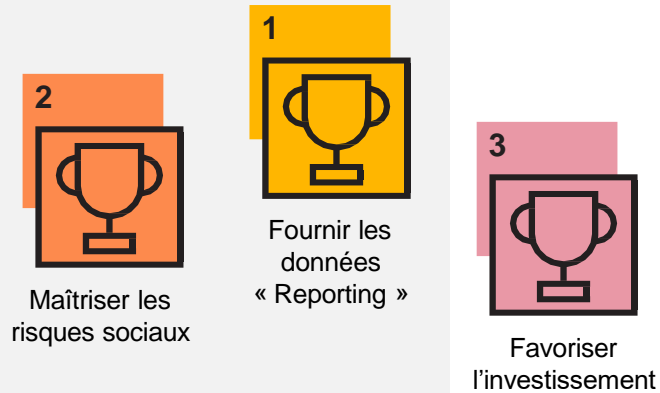 1
Fournir les
données
« Reporting »
2
Maîtriser les
risques sociaux
3
Favoriser
l'investissement